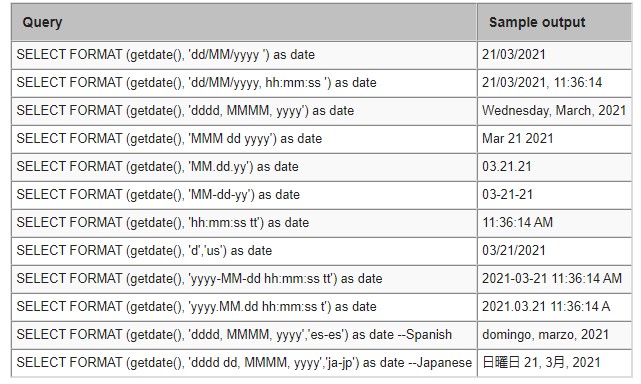 Query Sample output
SELECT FORMAT (getdate(), 'dd/MM/yyyy ') as date 21/03/2021
SELECT FORMAT (getdate(), 'dd/MM/yyyy, hh:mm:ss ') as date 21/03/2021, 11:36:14
SELECT FORMAT (getdate(), 'dddd, MMMM, yyyy') as date Wednesday, March, 2021
SELECT FORMAT (getdate(), 'MMM dd yyyy') as date Mar 21 2021
SELECT FORMAT (getdate(), 'MM.dd.yy') as date 03.21.21
SELECT FORMAT (getdate(), 'MM-dd-yy') as date 03-21-21
SELECT FORMAT (getdate(), 'hh:mm:ss tt') as date 11:36:14 AM
SELECT FORMAT (getdate(), 'd','us') as date 03/21/2021
SELECT FORMAT (getdate(), 'yyyy-MM-dd hh:mm:ss tt') as date 2021-03-21 11:36:14 AM
SELECT FORMAT (getdate(), 'yyyy.MM.dd hh:mm:ss t') as date 2021.03.21 11:36:14 A
SELECT FORMAT (getdate(), 'dddd, MMMM, yyyy','es-es') as date --Spanish domingo, marzo, 2021
SELECT FORMAT (getdate(), 'dddd dd, MMMM, yyyy','ja-jp') as date --Japanese 日曜日 21, 3月, 2021